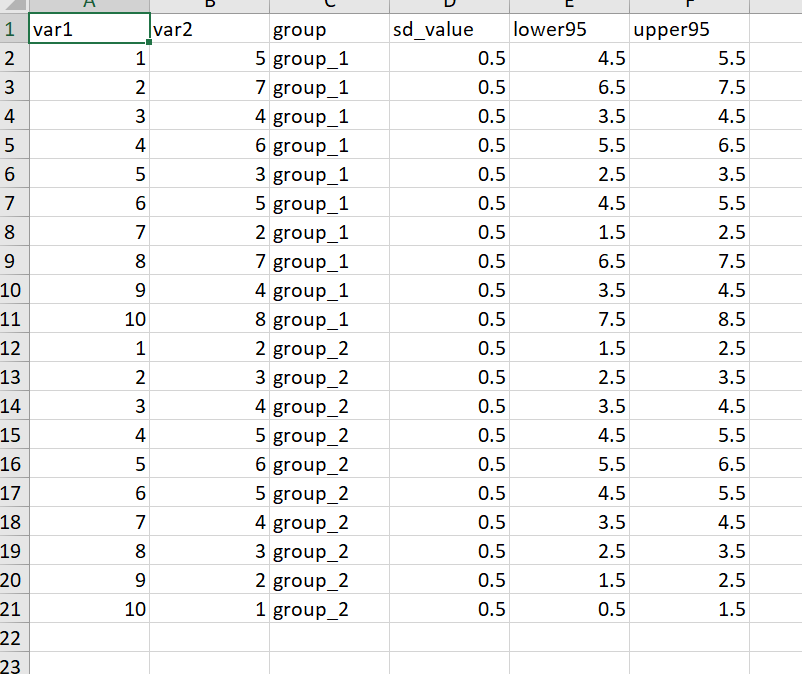 A B C D E F
1 var1 var2 group sd_value lower95 upper95
2 1 5 group_1 0.5 4.5 5.5
3 2 7 group_1 0.5 6.5 7.5
4 3 4 group_1 0.5 3.5 4.5
5 4 6 group_1 0.5 5.5 6.5
6 5 3 group_1 0.5 2.5 3.5
7 6 5 group_1 0.5 4.5 5.5
8 7 2 group_1 0.5 1.5 2.5
9 8 7 group_1 0.5 6.5 7.5
10 9 4 group_1 0.5 3.5 4.5
11 10 8 group_1 0.5 7.5 8.5
12 1 2 group_2 0.5 1.5 2.5
13 2 3 group_2 0.5 2.5 3.5
14 3 4 group_2 0.5 3.5 4.5
15 4 5 group_2 0.5 4.5 5.5
16 5 6 group_2 0.5 5.5 6.5
17 6 5 group_2 0.5 4.5 5.5
18 7 4 group_2 0.5 3.5 4.5
19 8 3 group_2 0.5 2.5 3.5
20 9 2 group_2 0.5 1.5 2.5
21 10 1 group_2 0.5 0.5 1.5
22
23